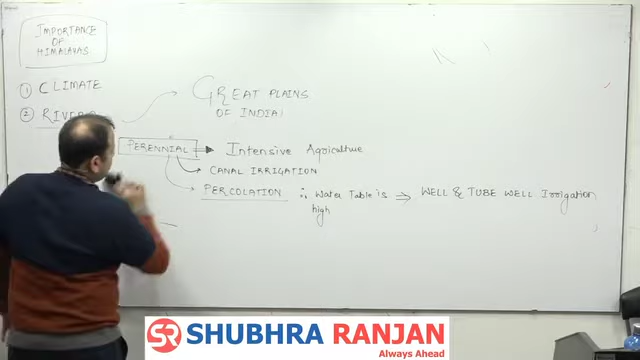 IMPORTANCE
OF
HIMALAYAS
① CLIMATE
② RIVERS
GREAT PLAINS
OF INDIA!
PERENNIAL ⇒ Intensive Agriculture
CANAL IRRIGATION
PERCOLATION ∴ Water Table is high ⇒ WELL & TUBE WELL Irrigation
SR SHUBHRA RANJAN
Always Ahead